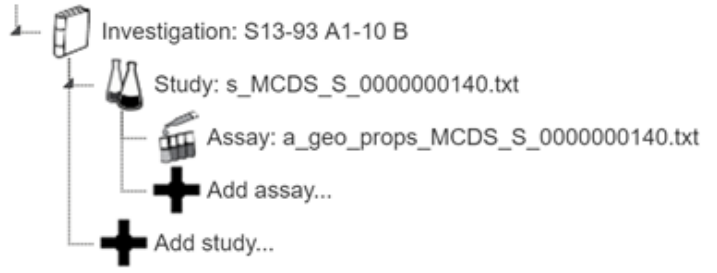 Investigation: S13-93 A1-10 B
Study: s_MCDS_S_0000000140.txt
Assay: a_geo_props_MCDS_S_0000000140.txt
Add assay...
Add study...